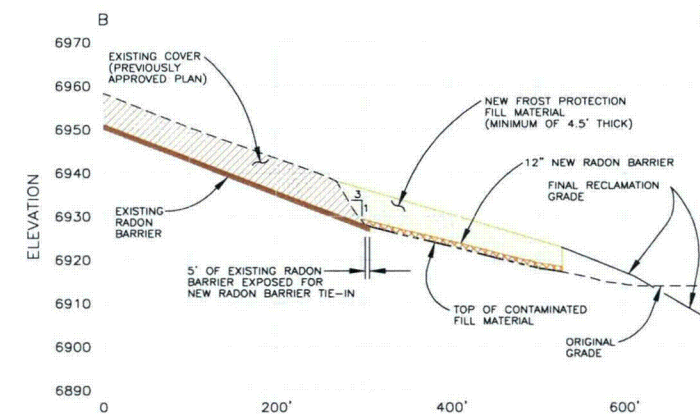 B
6970
6960
6950
6940
6930
6920
6910
6900
6890
ELEVATION
EXISTING COVER
(PREVIOUSLY
APPROVED PLAN)
NEW FROST PROTECTION
FILL MATERIAL
(MINIMUM OF 4.5' THICK)
12" NEW RADON BARRIER
FINAL RECLAMATION
GRADE
3
1
EXISTING
RADON
BARRIER
5' OF EXISTING RADON
BARRIER EXPOSED FOR
NEW RADON BARRIER TIE-IN
TOP OF CONTAMINATED
FILL MATERIAL
ORIGINAL
GRADE
0
200'
400'
600'